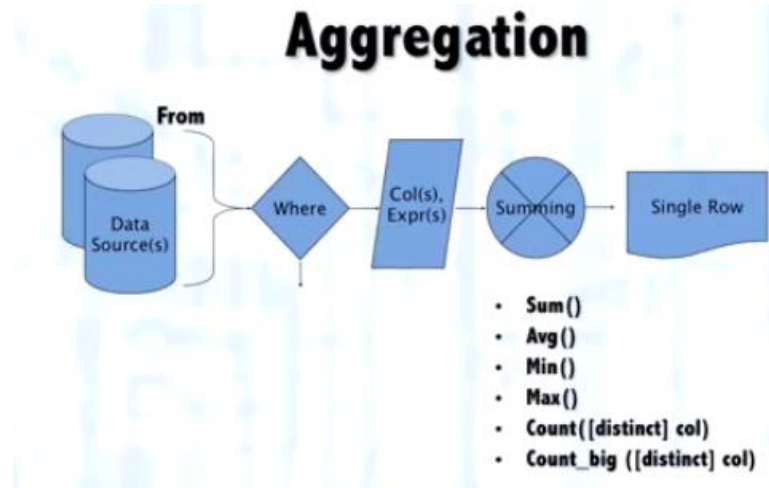 Aggregation
From
Data
Source(s)
Where
Col(s),
Expr(s)
Summing
Single Row
• Sum()
• Avg()
• Min()
• Max()
• Count([distinct] col)
• Count_big ([distinct] col)